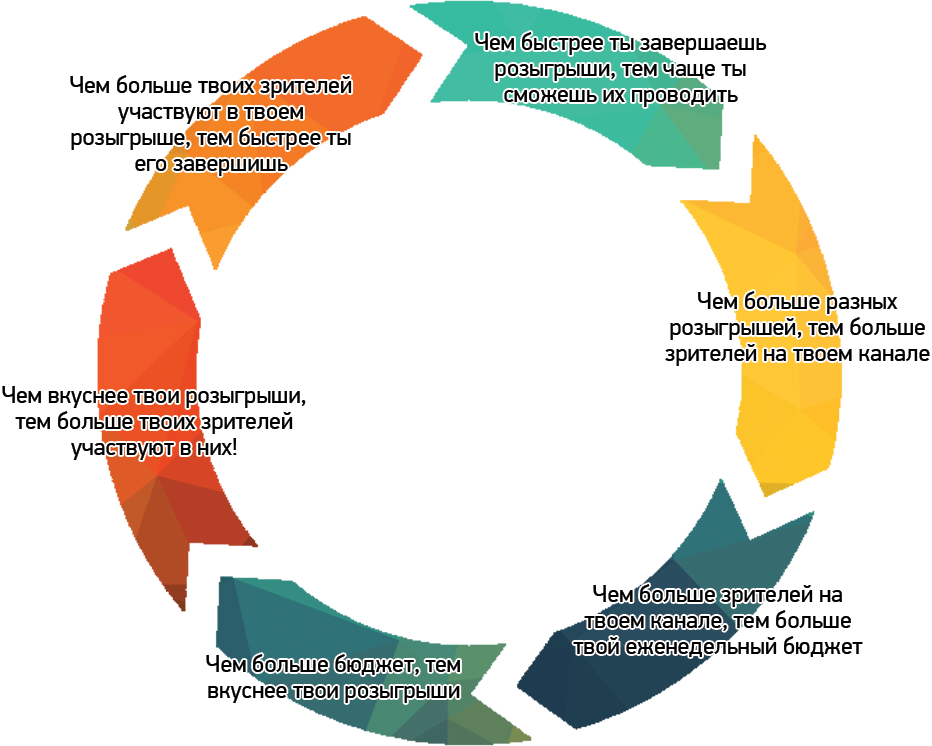 Чем быстрее ты завершаешь
розыгрыши, тем чаще ты
сможешь их проводить
Чем больше разных
розыгрышей, тем больше
зрителей на твоем канале
Чем больше зрителей на
твоем канале, тем больше
твой еженедельный бюджет
Чем больше бюджет, тем
вкуснее твои розыгрыши
Чем вкуснее твои розыгрыши,
тем больше твоих зрителей
участвуют в них!
Чем больше твоих зрителей
участвуют в твоем
розыгрыше, тем быстрее ты
его завершишь